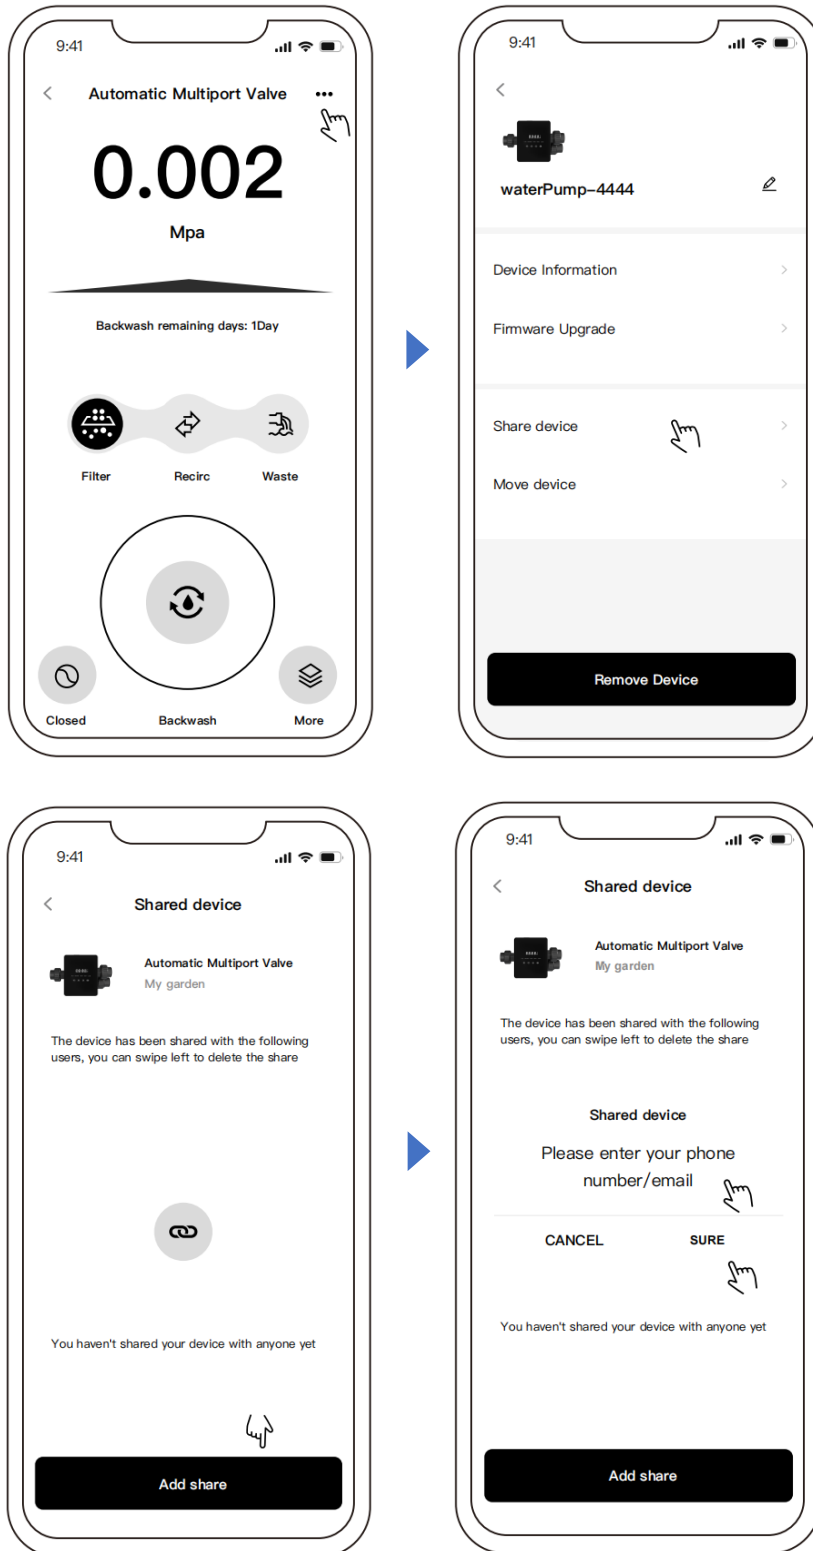 9:41
Automatic Multiport Valve
0.002
Mpa
Backwash remaining days: 1Day
Filter
Recirc
Waste
Closed
Backwash
More
9:41
waterPump-4444
Device Information
Firmware Upgrade
Share device
Move device
Remove Device
9:41
Shared device
Automatic Multiport Valve
My garden
The device has been shared with the following
users, you can swipe left to delete the share
You haven't shared your device with anyone yet
Add share
9:41
Shared device
Automatic Multiport Valve
My garden
The device has been shared with the following
users, you can swipe left to delete the share
Shared device
Please enter your phone
number/email
CANCEL
SURE
You haven't shared your device with anyone yet
Add share